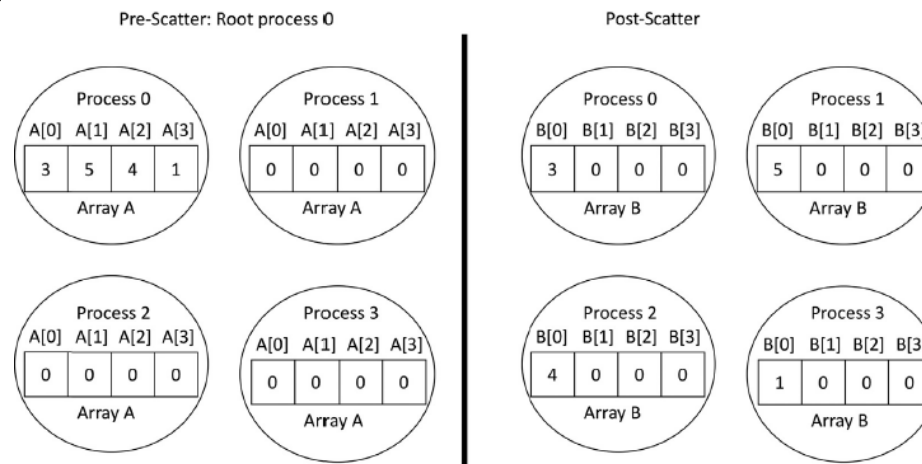 Pre-Scatter: Root process 0
Post-Scatter
Process 0
A[0] A[1] A[2] A[3]
3 5 4 1
Array A
Process 1
A[0] A[1] A[2] A[3]
0 0 0 0
Array A
Process 2
A[0] A[1] A[2] A[3]
0 0 0 0
Array A
Process 3
A[0] A[1] A[2] A[3]
0 0 0 0
Array A
Process 0
B[0] B[1] B[2] B[3]
3 0 0 0
Array B
Process 1
B[0] B[1] B[2] B[3]
5 0 0 0
Array B
Process 2
B[0] B[1] B[2] B[3]
4 0 0 0
Array B
Process 3
B[0] B[1] B[2] B[3]
1 0 0 0
Array B